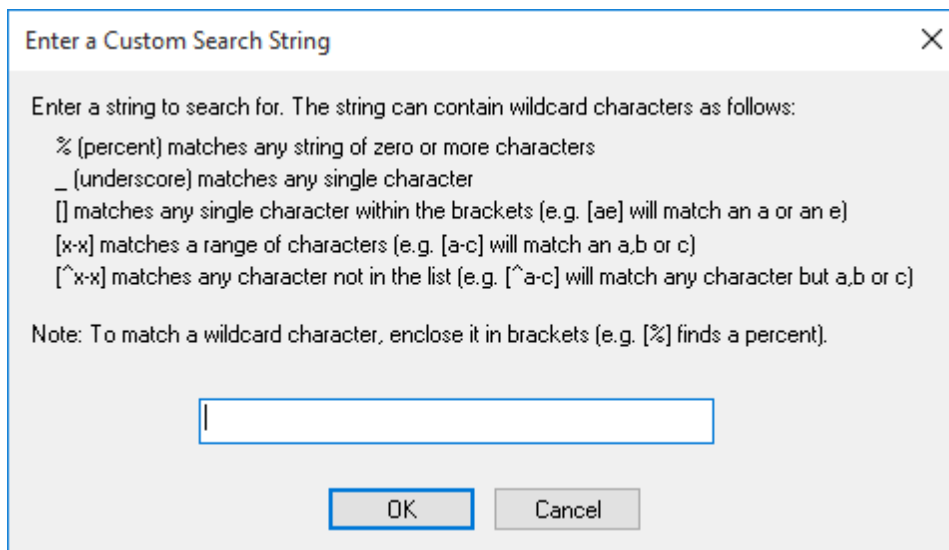 Enter a Custom Search String
Enter a string to search for. The string can contain wildcard characters as follows:
% (percent) matches any string of zero or more characters
_ (underscore) matches any single character
[] matches any single character within the brackets (e.g. [ae] will match an a or an e)
[x-x] matches a range of characters (e.g. [a-c] will match an a,b or c)
[^x-x] matches any character not in the list (e.g. [^a-c] will match any character but a,b or c)
Note: To match a wildcard character, enclose it in brackets (e.g. [%] finds a percent).
OK Cancel